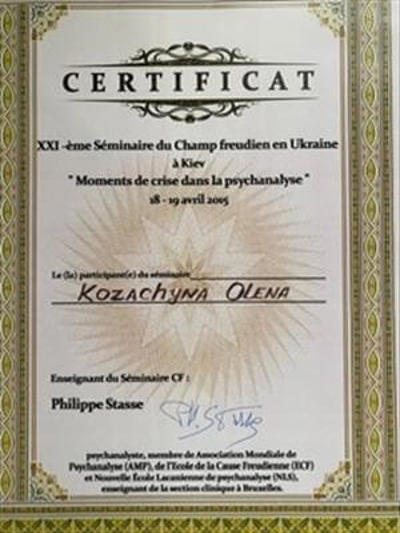 CERTIFICAT
XXI -ème Séminaire du Champ freudien en Ukraine
à Kiev
" Moments de crise dans la psychanalyse "
18 - 19 avril 2015
Le (la) participant(e) du séminaire
KOZACHYNA OLENA
Enseignant du Séminaire CF :
Philippe Stasse
psychanalyste, membre de Association Mondiale de
Psychanalyse (AMP), de l'Ecole de la Cause Freudienne (ECF)
et Nouvelle École Lacanienne de psychanalyse (NLS),
enseignant de la section clinique à Bruxelles.